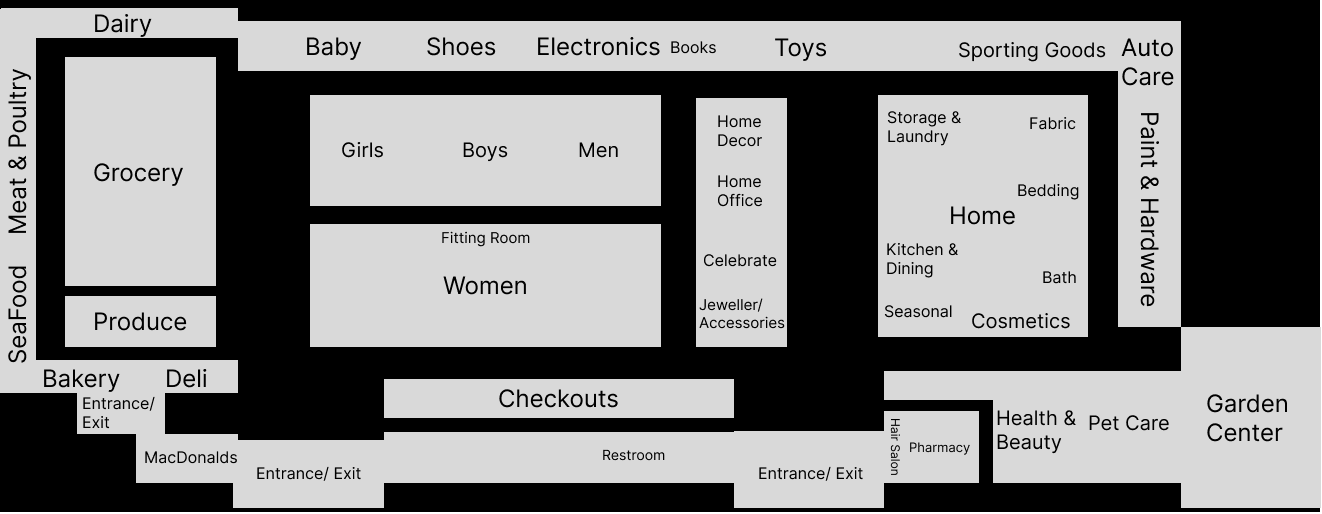 Dairy
Baby
Shoes
Electronics
Books
Toys
Sporting Goods
Auto
Care
Meat & Poultry
SeaFood
Grocery
Produce
Bakery
Deli
Entrance/
Exit
MacDonalds
Girls
Boys
Men
Fitting Room
Women
Home
Decor
Home
Office
Celebrate
Jeweller/
Accessories
Storage &
Laundry
Fabric
Bedding
Home
Kitchen &
Dining
Bath
Seasonal
Cosmetics
Paint & Hardware
Checkouts
Entrance/ Exit
Restroom
Entrance/ Exit
Hair Salon
Pharmacy
Health &
Beauty
Pet Care
Garden
Center